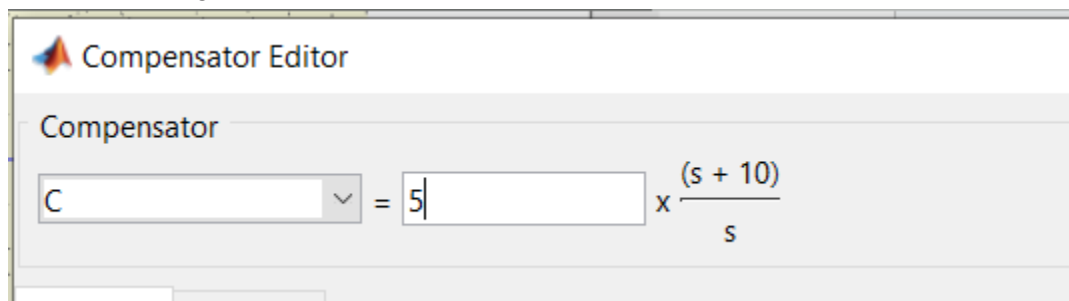 Compensator Editor
Compensator
C = 5 x (s + 10)
s